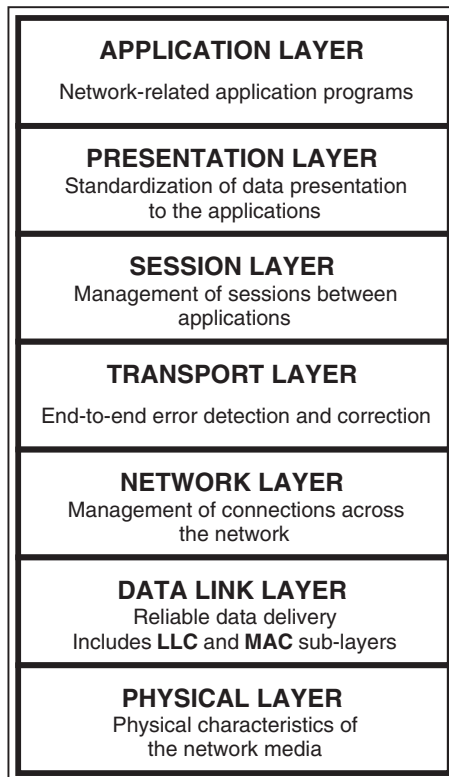 APPLICATION LAYER
Network-related application programs
PRESENTATION LAYER
Standardization of data presentation
to the applications
SESSION LAYER
Management of sessions between
applications
TRANSPORT LAYER
End-to-end error detection and correction
NETWORK LAYER
Management of connections across
the network
DATA LINK LAYER
Reliable data delivery
Includes LLC and MAC sub-layers
PHYSICAL LAYER
Physical characteristics of
the network media